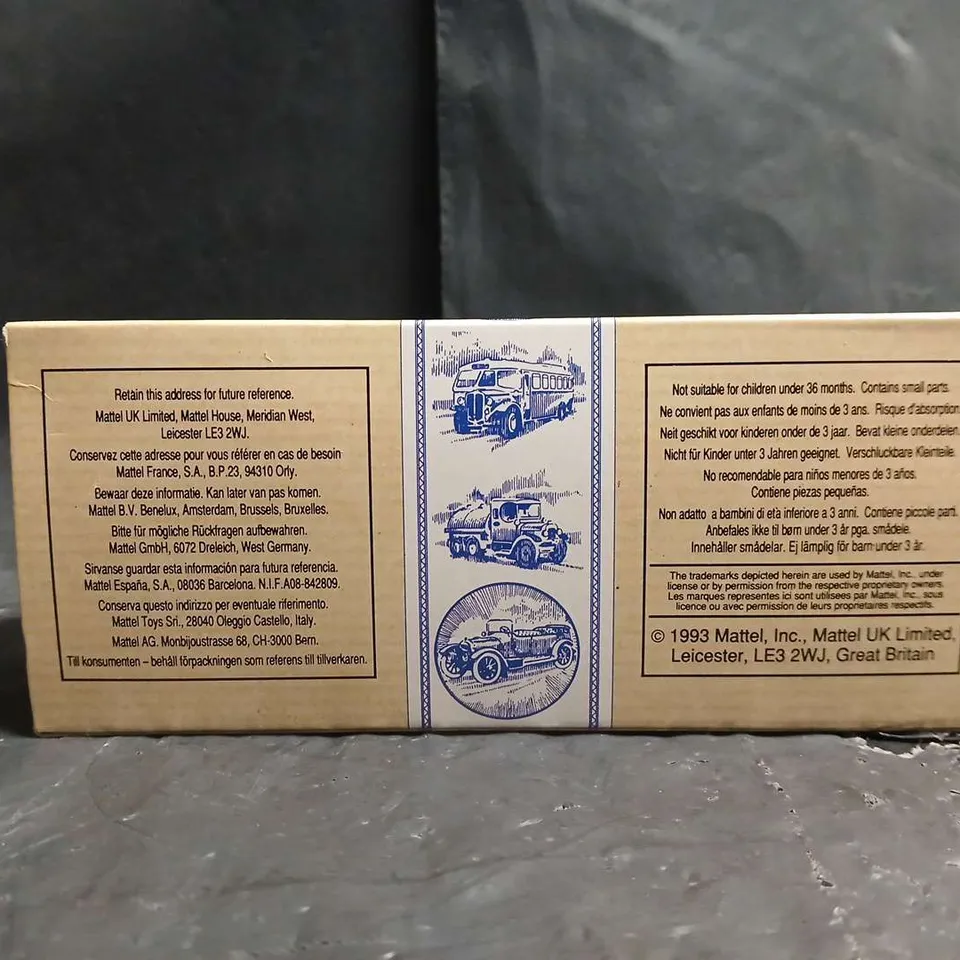 Retain this address for future reference.
Mattel UK Limited, Mattel House, Meridian West,
Leicester LE3 2WJ.
Conservez cette adresse pour vous référer en cas de besoin
Mattel France, S.A., B.P.23, 94310 Orly.
Bewaar deze informatie. Kan later van pas komen.
Mattel B.V. Benelux, Amsterdam, Brussels, Bruxelles.
Bitte für mögliche Rückfragen aufbewahren.
Mattel GmbH, 6072 Dreleich, West Germany.
Sirvanse guardar esta información para futura referencia.
Mattel España, S.A., 08036 Barcelona. N.I.F.A08-842809.
Conserva questo indirizzo per eventuale riferimento.
Mattel Toys Srl., 28040 Oleggio Castello, Italy.
Mattel AG. Monbijoustrasse 68, CH-3000 Bern.
Till konsumenten – behåll förpackningen som referens till tillverkaren.
Not suitable for children under 36 months. Contains small parts.
Ne convient pas aux enfants de moins de 3 ans. Risque d'absorption.
Neit geschikt voor kinderen onder de 3 jaar. Bevat kleine onderdelen.
Nicht für Kinder unter 3 Jahren geeignet. Verschluckbare Kleinteile.
No recomendable para niños menores de 3 años.
Contiene piezas pequeñas.
Non adatto a bambini di età inferiore a 3 anni. Contiene piccole parti.
Anbefales ikke til børn under 3 år pga. smådele.
Innehåller smådelar. Ej lämplig för barn under 3 år.
The trademarks depicted herein are used by Mattel, Inc., under
license or by permission from the respective proprietary owners.
Les marques representes ici sont utilisees par Mattel, Inc., sous
licence ou avec permission de leurs proprietaires respectifs.
© 1993 Mattel, Inc., Mattel UK Limited,
Leicester, LE3 2WJ, Great Britain